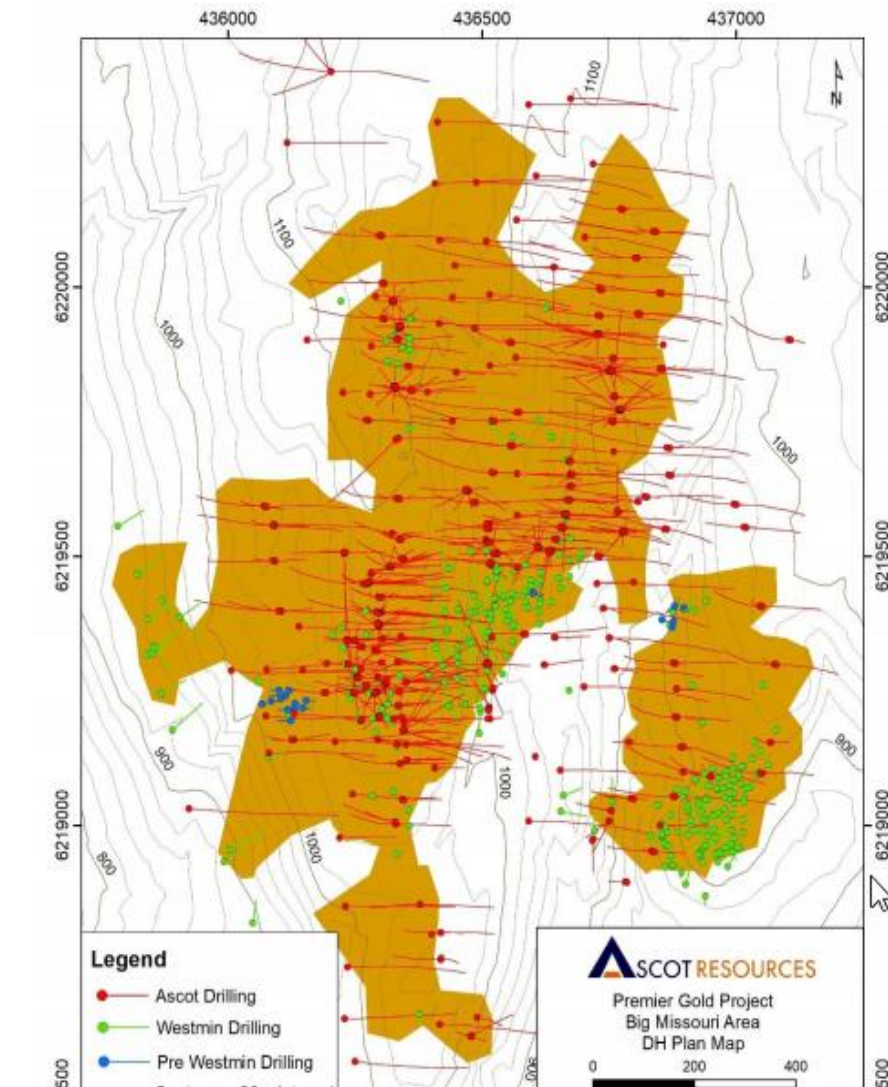 436000 436500 437000
1100
N
1100
6220000 6220000
1000
1000
6219500 6219500
900
1000
900
6219000 6219000
1000
800
Legend
Ascot Drilling
Westmin Drilling
Pre Westmin Drilling
ASCOT RESOURCES
Premier Gold Project
Big Missouri Area
DH Plan Map
0 200 400